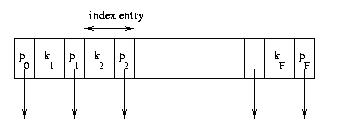 index entry
p0 k1 p1 k2 p2 kF pF